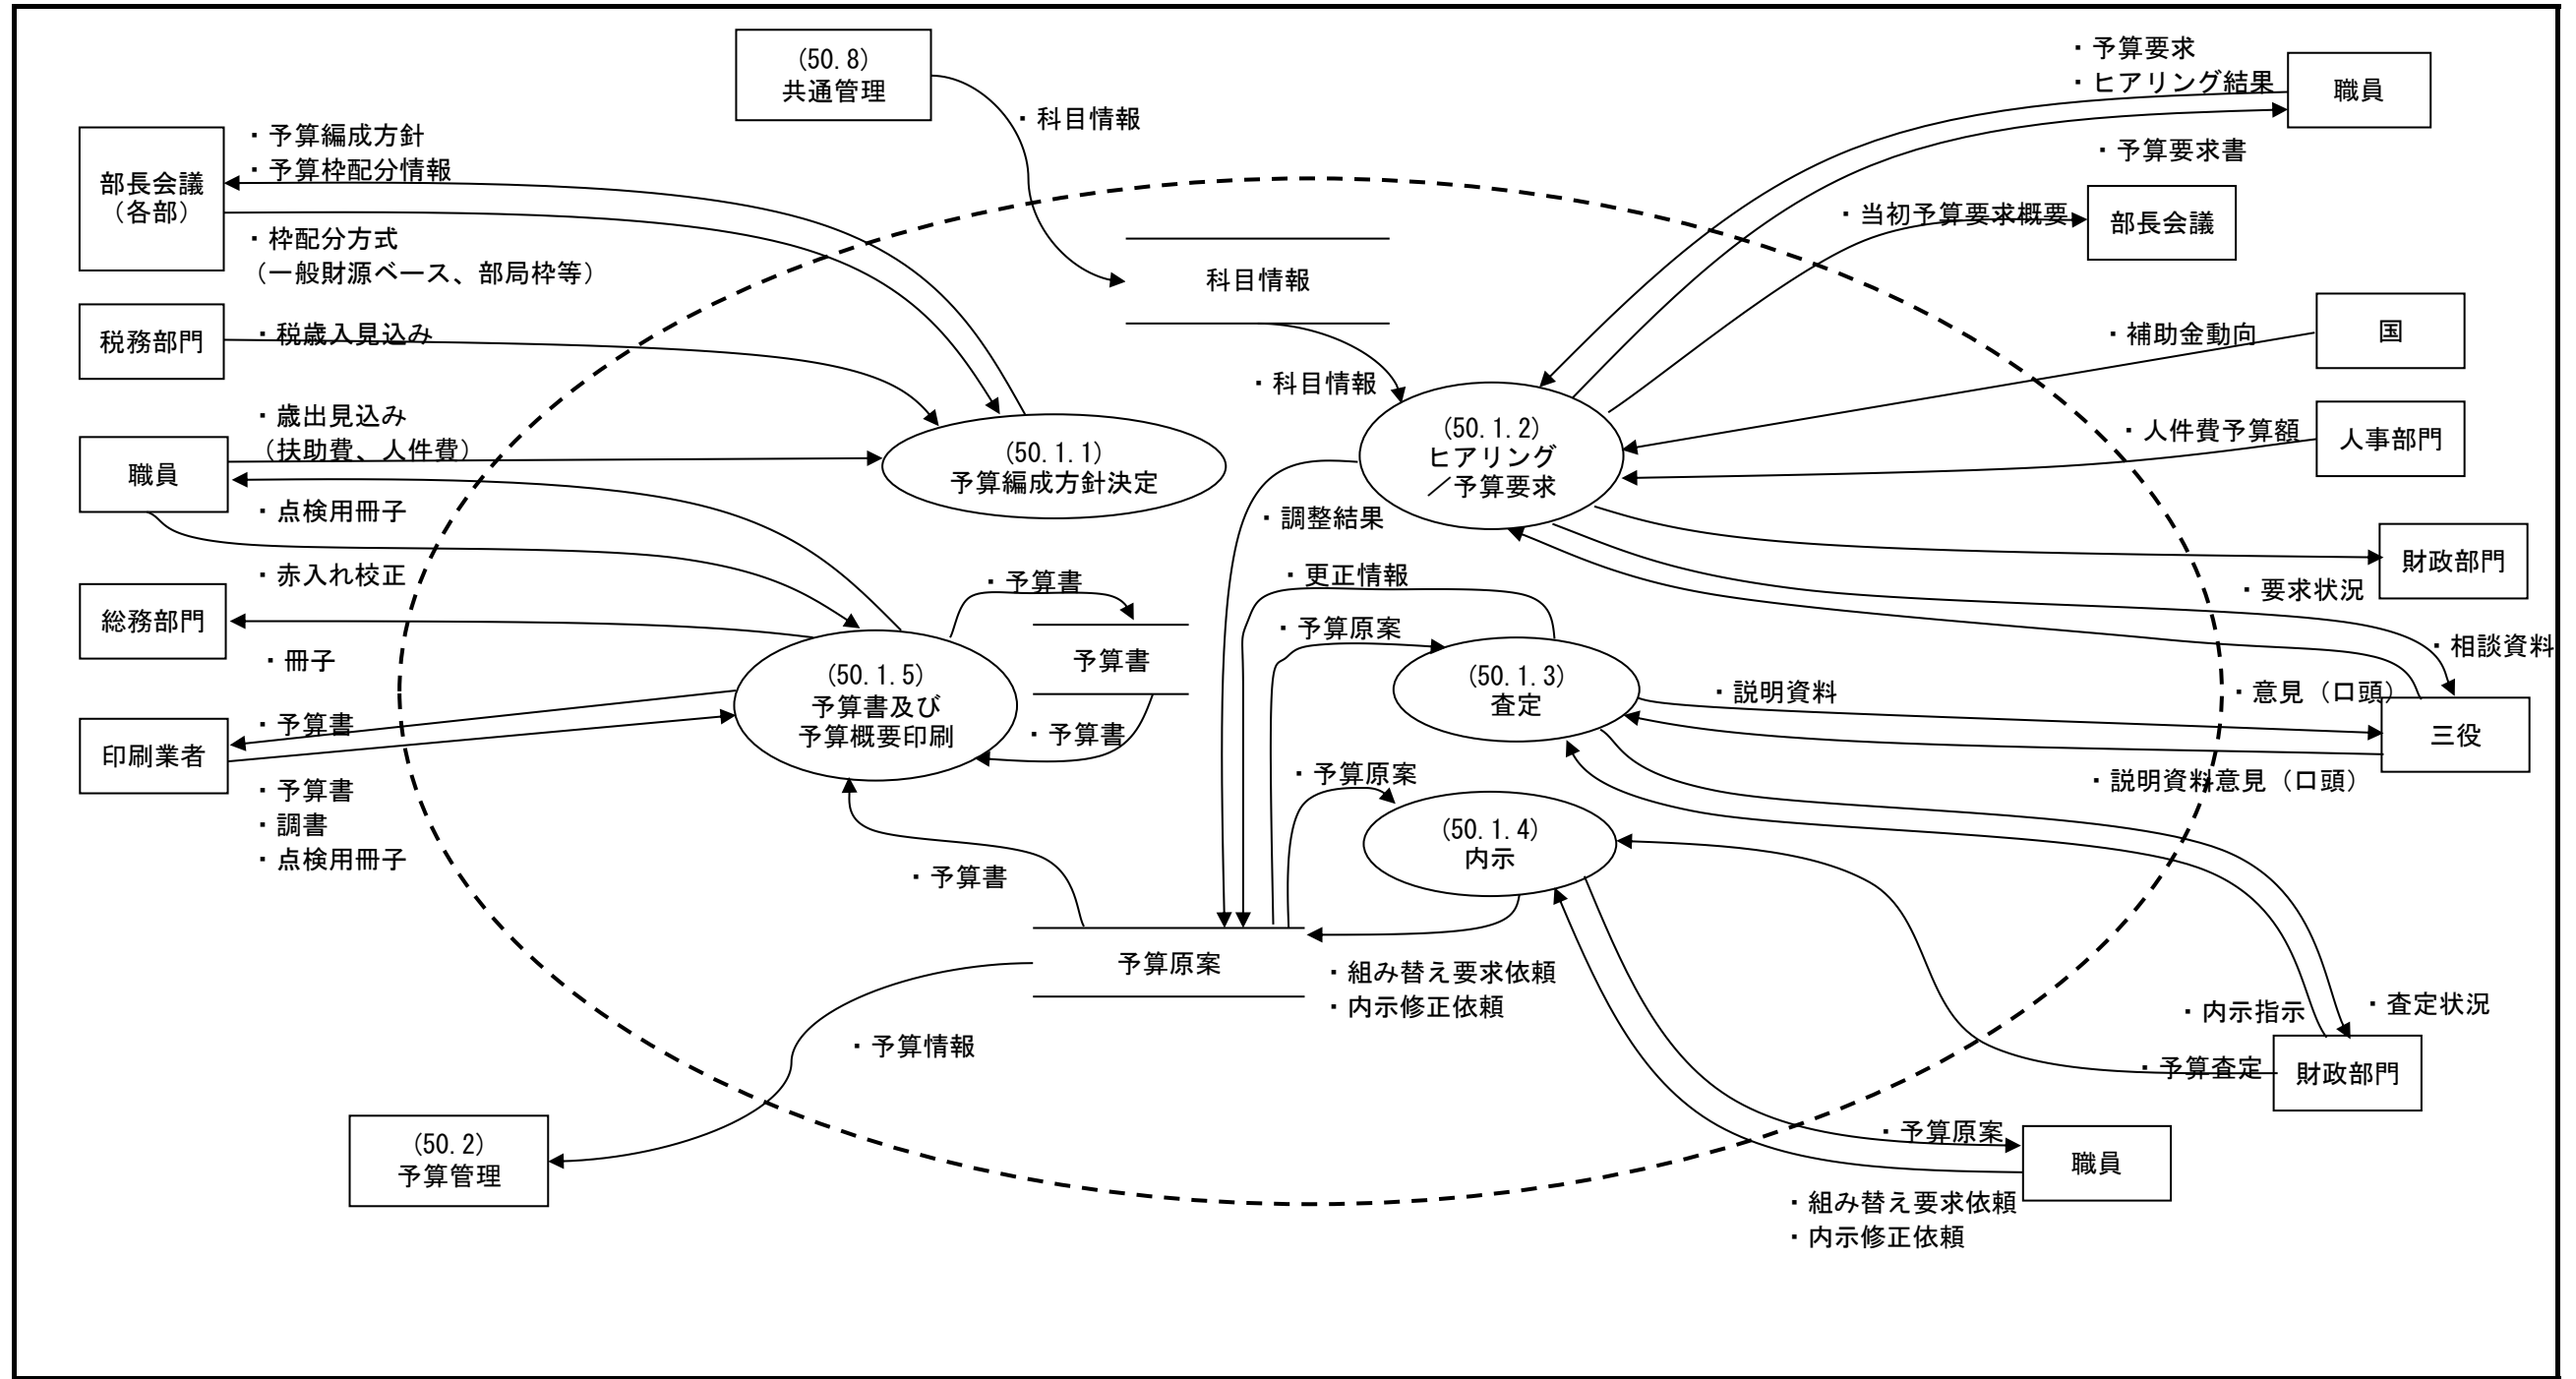 (50.8)
共通管理
・科目情報
・予算要求
・ヒアリング結果
職員
・予算要求書
部長会議
（各部）
・予算編成方針
・予算枠配分情報
・枠配分方式
（一般財源ベース、部局枠等）
・当初予算要求概要
部長会議
科目情報
税務部門
・税歳入見込み
・科目情報
・補助金動向
国
職員
・歳出見込み
（扶助費、人件費）
(50.1.1)
予算編成方針決定
(50.1.2)
ヒアリング
／予算要求
・人件費予算額
人事部門
・点検用冊子
・調整結果
財政部門
・赤入れ校正
・予算書
・更正情報
・要求状況
総務部門
・冊子
予算書
・予算原案
・相談資料
(50.1.5)
予算書及び
予算概要印刷
(50.1.3)
査定
・説明資料
・意見（口頭）
印刷業者
・予算書
・予算書
三役
・予算書
・調書
・点検用冊子
・予算原案
・説明資料意見（口頭）
(50.1.4)
内示
・予算書
予算原案
・組み替え要求依頼
・内示修正依頼
・内示指示
・査定状況
・予算情報
・予算査定
財政部門
(50.2)
予算管理
・予算原案
職員
・組み替え要求依頼
・内示修正依頼